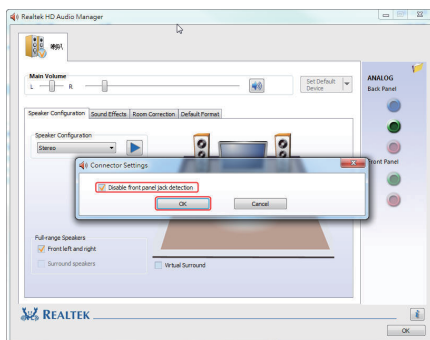 Realtek HD Audio Manager
喇叭
Main Volume
L
R
Set Default
Device
ANALOG
Back Panel
Speaker Configuration
Sound Effects
Room Correction
Default Format
Speaker Configuration
Stereo
Connector Settings
Front Panel
Disable front panel jack detection
OK
Cancel
Full-range Speakers
Front left and right
Surround speakers
Virtual Surround
REALTEK
i
OK